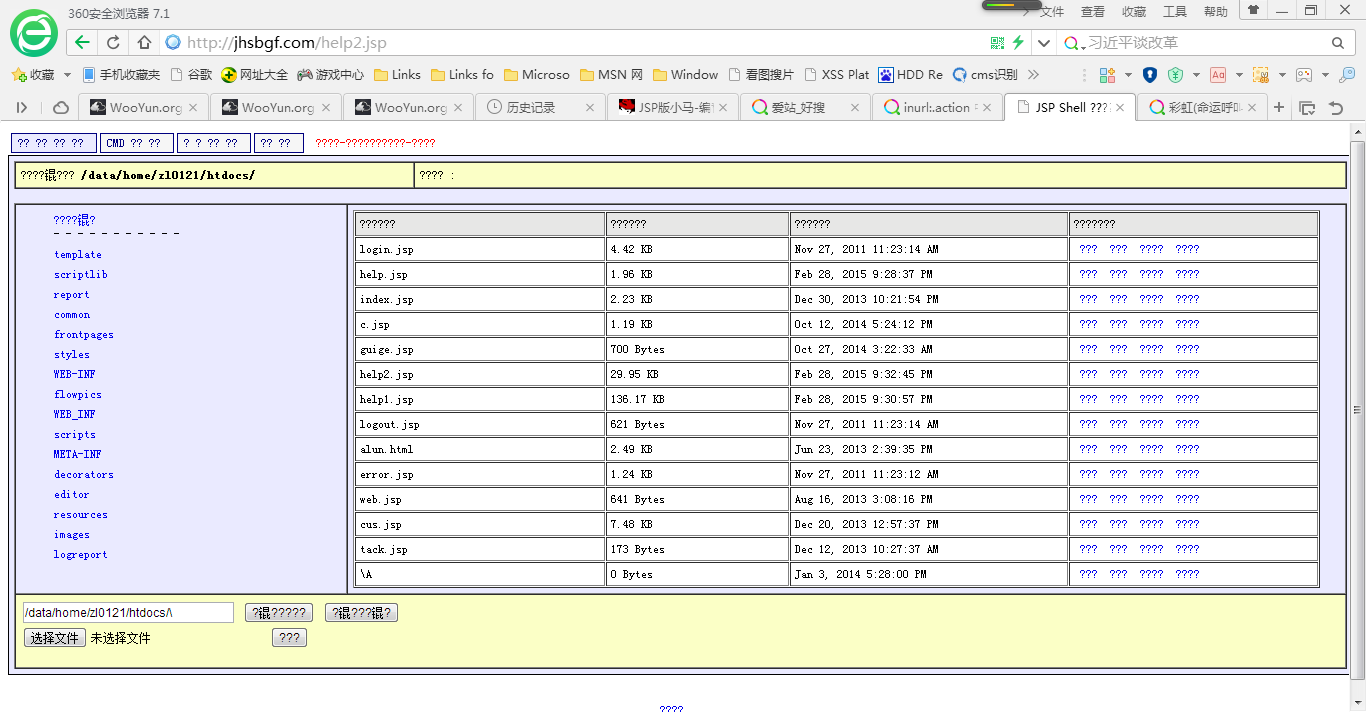 360安全浏览器 7.1
文件 查看 收藏 工具 帮助
http://jhsbgf.com/help2.jsp
习近平谈改革
收藏 手机收藏夹 谷歌 网址大全 游戏中心 Links Links fo Microso MSN 网 Window 看图搜片 XSS Plat HDD Re cms识别
WooYun.org WooYun.org WooYun.org 历史记录 JSP版小马-编 爱站_好搜 inurl:.action JSP Shell ??? 彩虹(命运呼
?? ?? ?? ?? CMD ?? ?? ? ? ?? ?? ?? ?? ????-??????????-????
????锟??? /data/home/zl0121/htdocs/ ???? :
????锟?
- - - - - - - - - - -
template
scriptlib
report
common
frontpages
styles
WEB-INF
flowpics
WEB_INF
scripts
META-INF
decorators
editor
resources
images
logreport
?????? ?????? ?????? ???????
login.jsp 4.42 KB Nov 27, 2011 11:23:14 AM ??? ??? ???? ????
help.jsp 1.96 KB Feb 28, 2015 9:28:37 PM ??? ??? ???? ????
index.jsp 2.23 KB Dec 30, 2013 10:21:54 PM ??? ??? ???? ????
c.jsp 1.19 KB Oct 12, 2014 5:24:12 PM ??? ??? ???? ????
guige.jsp 700 Bytes Oct 27, 2014 3:22:33 AM ??? ??? ???? ????
help2.jsp 29.95 KB Feb 28, 2015 9:32:45 PM ??? ??? ???? ????
help1.jsp 136.17 KB Feb 28, 2015 9:30:57 PM ??? ??? ???? ????
logout.jsp 621 Bytes Nov 27, 2011 11:23:14 AM ??? ??? ???? ????
alun.html 2.49 KB Jun 23, 2013 2:39:35 PM ??? ??? ???? ????
error.jsp 1.24 KB Nov 27, 2011 11:23:12 AM ??? ??? ???? ????
web.jsp 641 Bytes Aug 16, 2013 3:08:16 PM ??? ??? ???? ????
cus.jsp 7.48 KB Dec 20, 2013 12:57:37 PM ??? ??? ???? ????
tack.jsp 173 Bytes Dec 12, 2013 10:27:37 AM ??? ??? ???? ????
\A 0 Bytes Jan 3, 2014 5:28:00 PM ??? ??? ???? ????
/data/home/zl0121/htdocs/\ ?锟????? ?锟???锟?
选择文件 未选择文件 ???
????